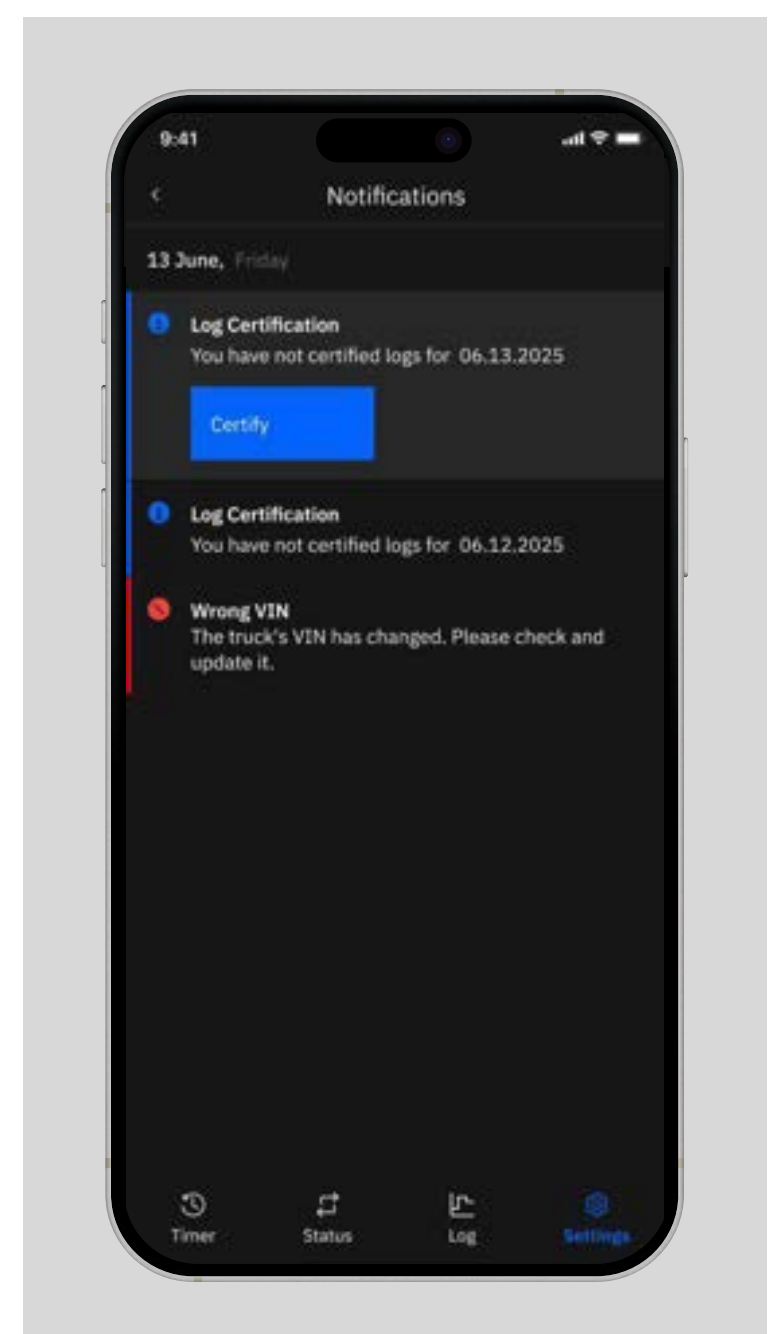 9:41
Notifications
13 June, Friday
Log Certification
You have not certified logs for 06.13.2025
Certify
Log Certification
You have not certified logs for 06.12.2025
Wrong VIN
The truck's VIN has changed. Please check and
update it.
Timer
Status
Log
Settings